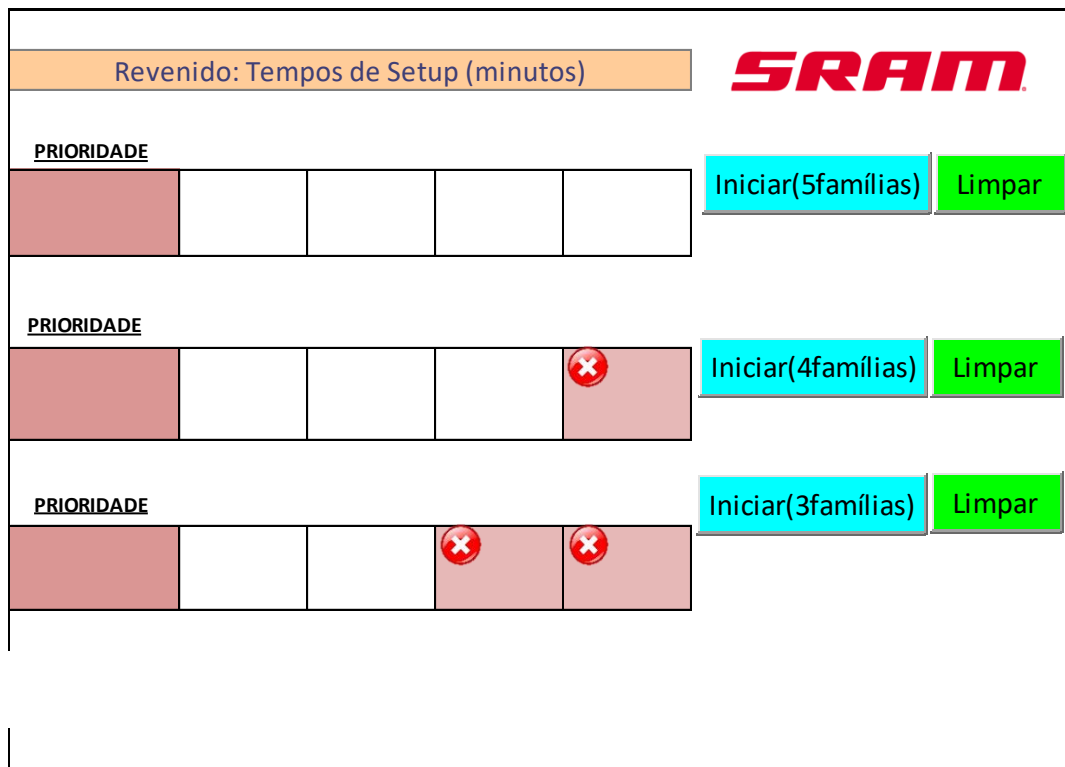 Revenido: Tempos de Setup (minutos)
SRAM
PRIORIDADE
Iniciar(5famílias)
Limpar
PRIORIDADE
Iniciar(4famílias)
Limpar
PRIORIDADE
Iniciar(3famílias)
Limpar